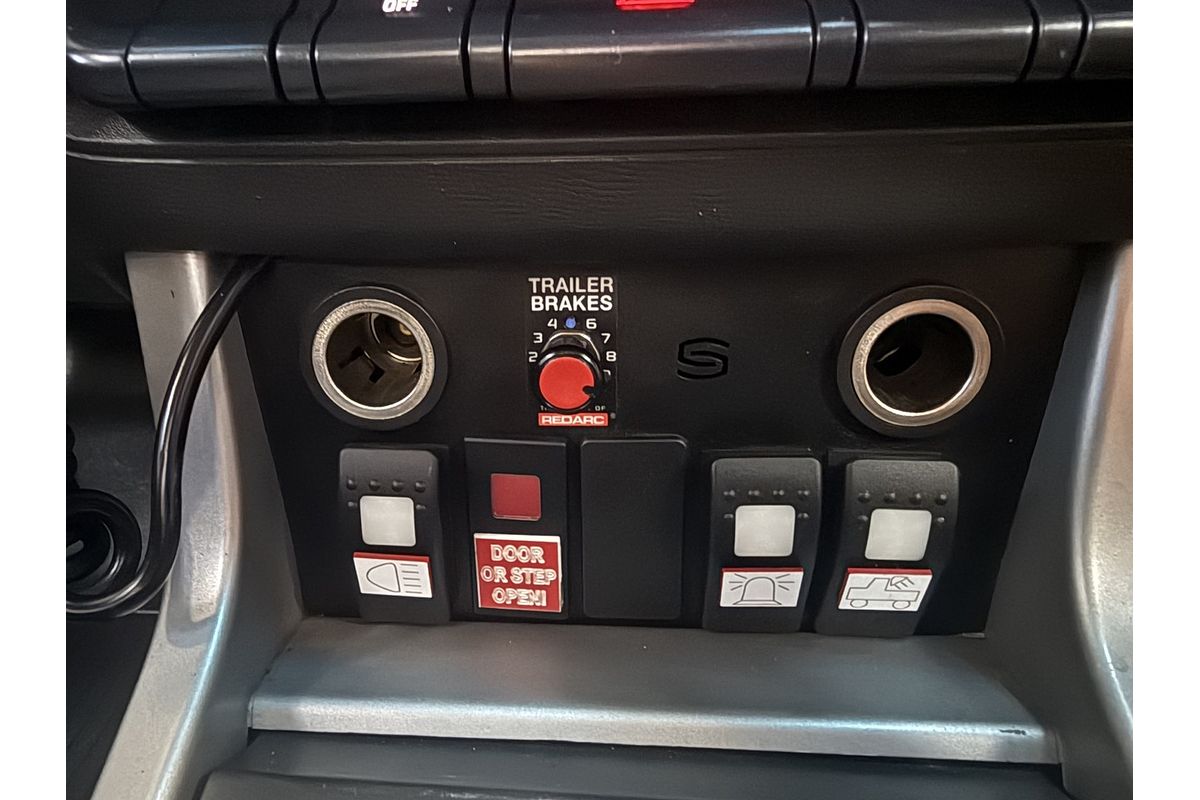 OFF
TRAILER
BRAKES
4 6
3 7
2 8
REDARC
DOOR
OR STEP
OPEN!